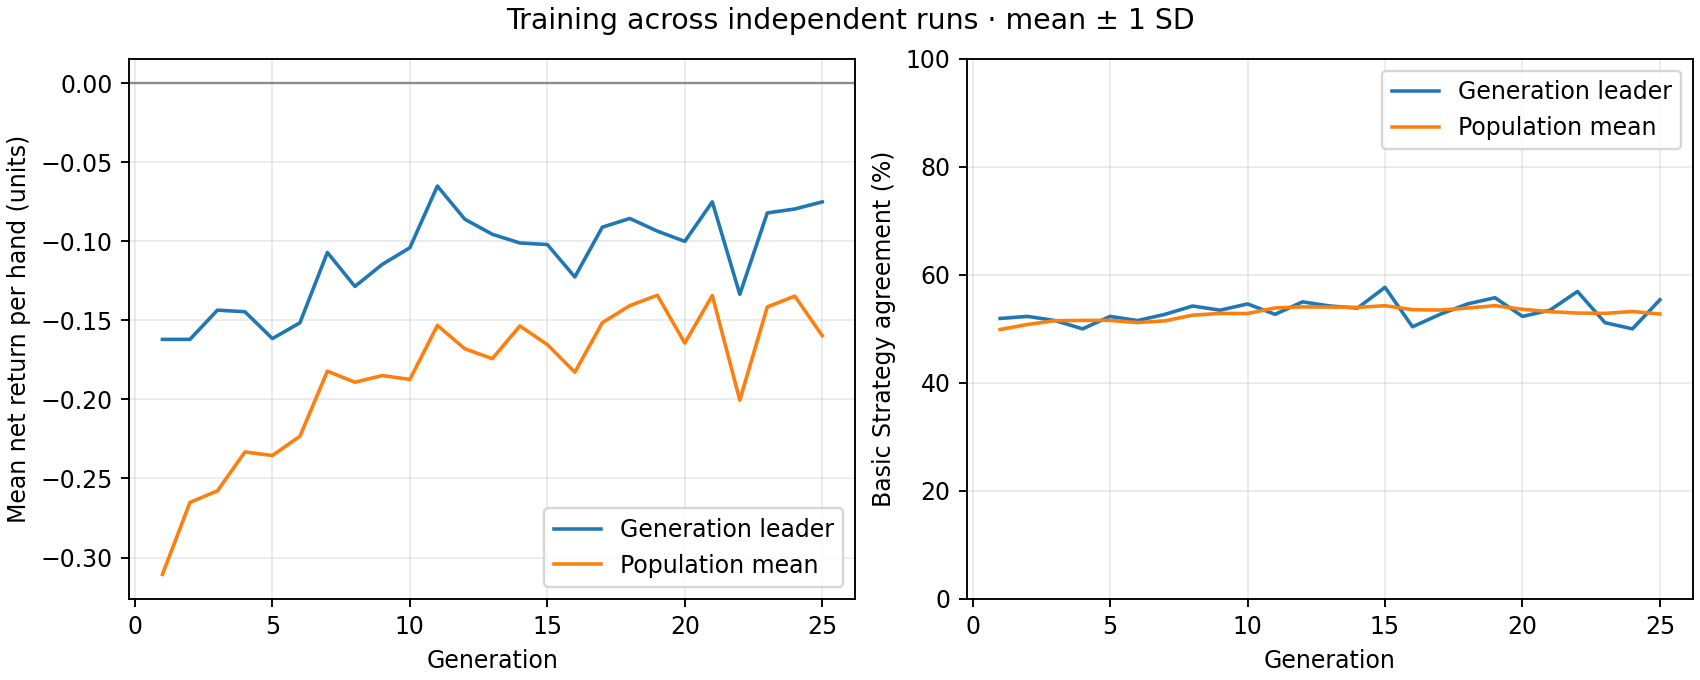 Training across independent runs · mean ± 1 SD
Mean net return per hand (units)
0.00
−0.05
−0.10
−0.15
−0.20
−0.25
−0.30
0
5
10
15
20
25
Generation
Generation leader
Population mean
Basic Strategy agreement (%)
100
80
60
40
20
0
0
5
10
15
20
25
Generation
Generation leader
Population mean